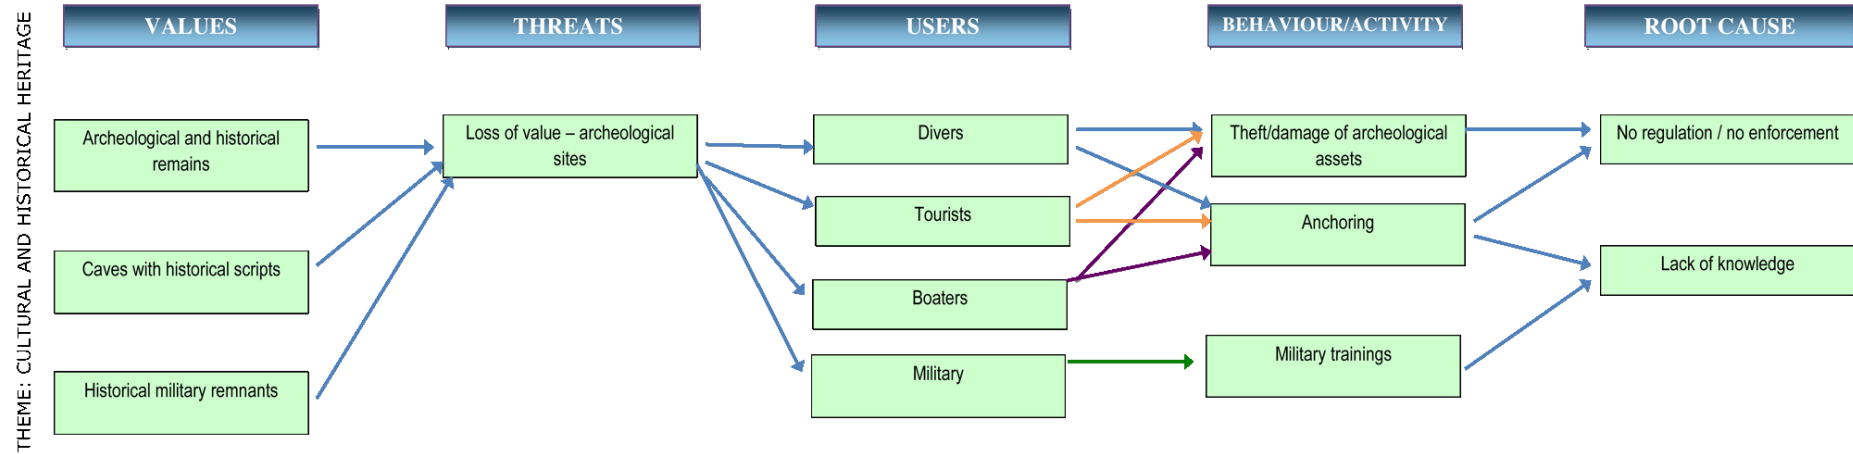 THEME: CULTURAL AND HISTORICAL HERITAGE
VALUES
THREATS
USERS
BEHAVIOUR/ACTIVITY
ROOT CAUSE
Archeological and historical
remains
Caves with historical scripts
Historical military remnants
Loss of value – archeological
sites
Divers
Tourists
Boaters
Military
Theft/damage of archeological
assets
Anchoring
Military trainings
No regulation / no enforcement
Lack of knowledge